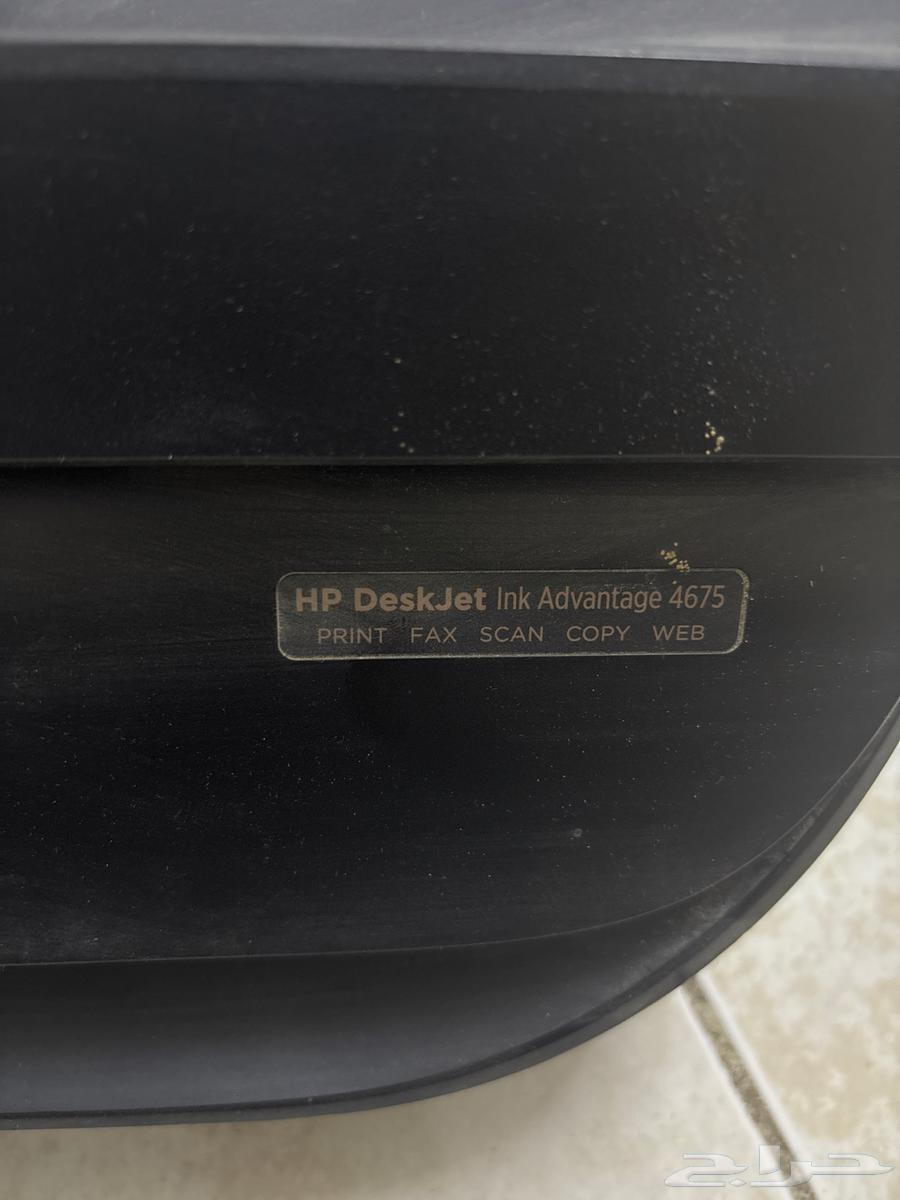 HP DeskJet Ink Advantage 4675
PRINT FAX SCAN COPY WEB
حراج